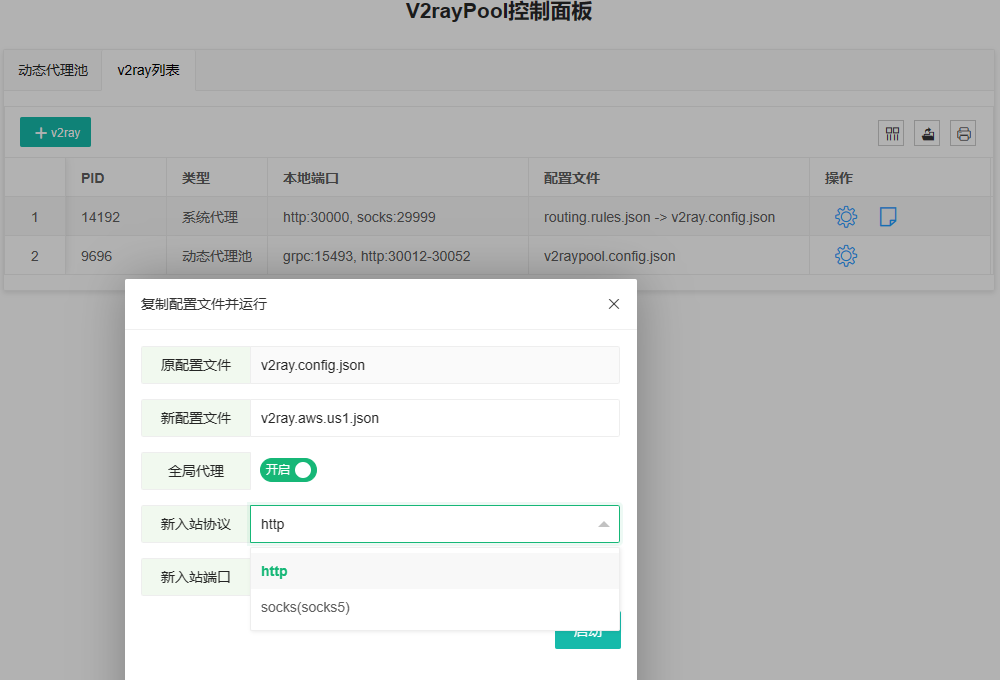 V2rayPool控制面板
动态代理池 v2ray列表
+ v2ray
PID 类型 本地端口 配置文件 操作
1 14192 系统代理 http:30000, socks:29999 routing.rules.json -> v2ray.config.json
2 9696 动态代理池 grpc:15493, http:30012-30052 v2raypool.config.json
复制配置文件并运行
原配置文件 v2ray.config.json
新配置文件 v2ray.aws.us1.json
全局代理 开启
新入站协议 http
新入站端口
http
socks(socks5)
启动